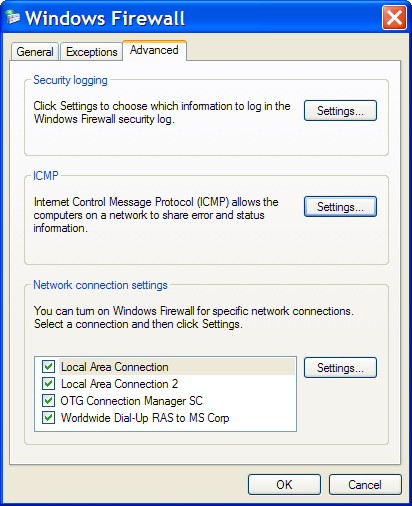 Windows Firewall
General Exceptions Advanced
Security logging
Click Settings to choose which information to log in the
Windows Firewall security log.
Settings...
ICMP
Internet Control Message Protocol (ICMP) allows the
computers on a network to share error and status
information.
Settings...
Network connection settings
You can turn on Windows Firewall for specific network connections.
Select a connection and then click Settings.
Local Area Connection
Local Area Connection 2
OTG Connection Manager SC
Worldwide Dial-Up RAS to MS Corp
Settings...
OK Cancel